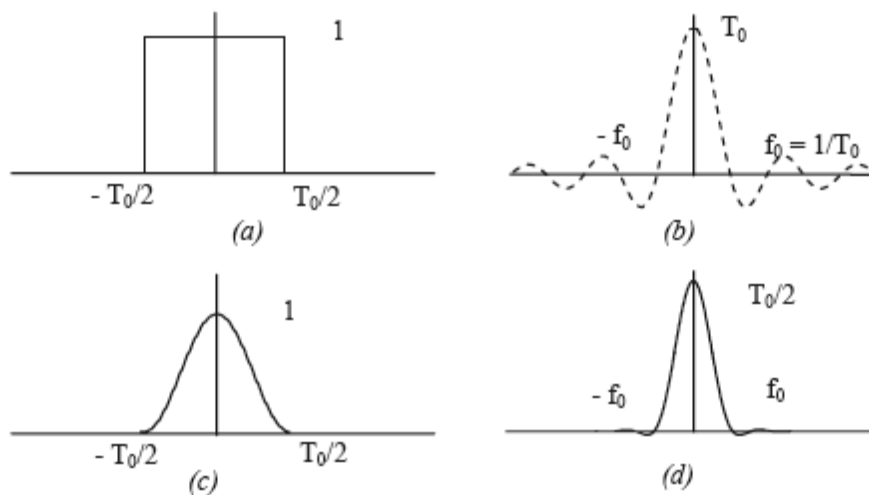 1
- T₀/2
T₀/2
(a)
T₀
- f₀
f₀ = 1/T₀
(b)
1
- T₀/2
T₀/2
(c)
T₀/2
- f₀
f₀
(d)